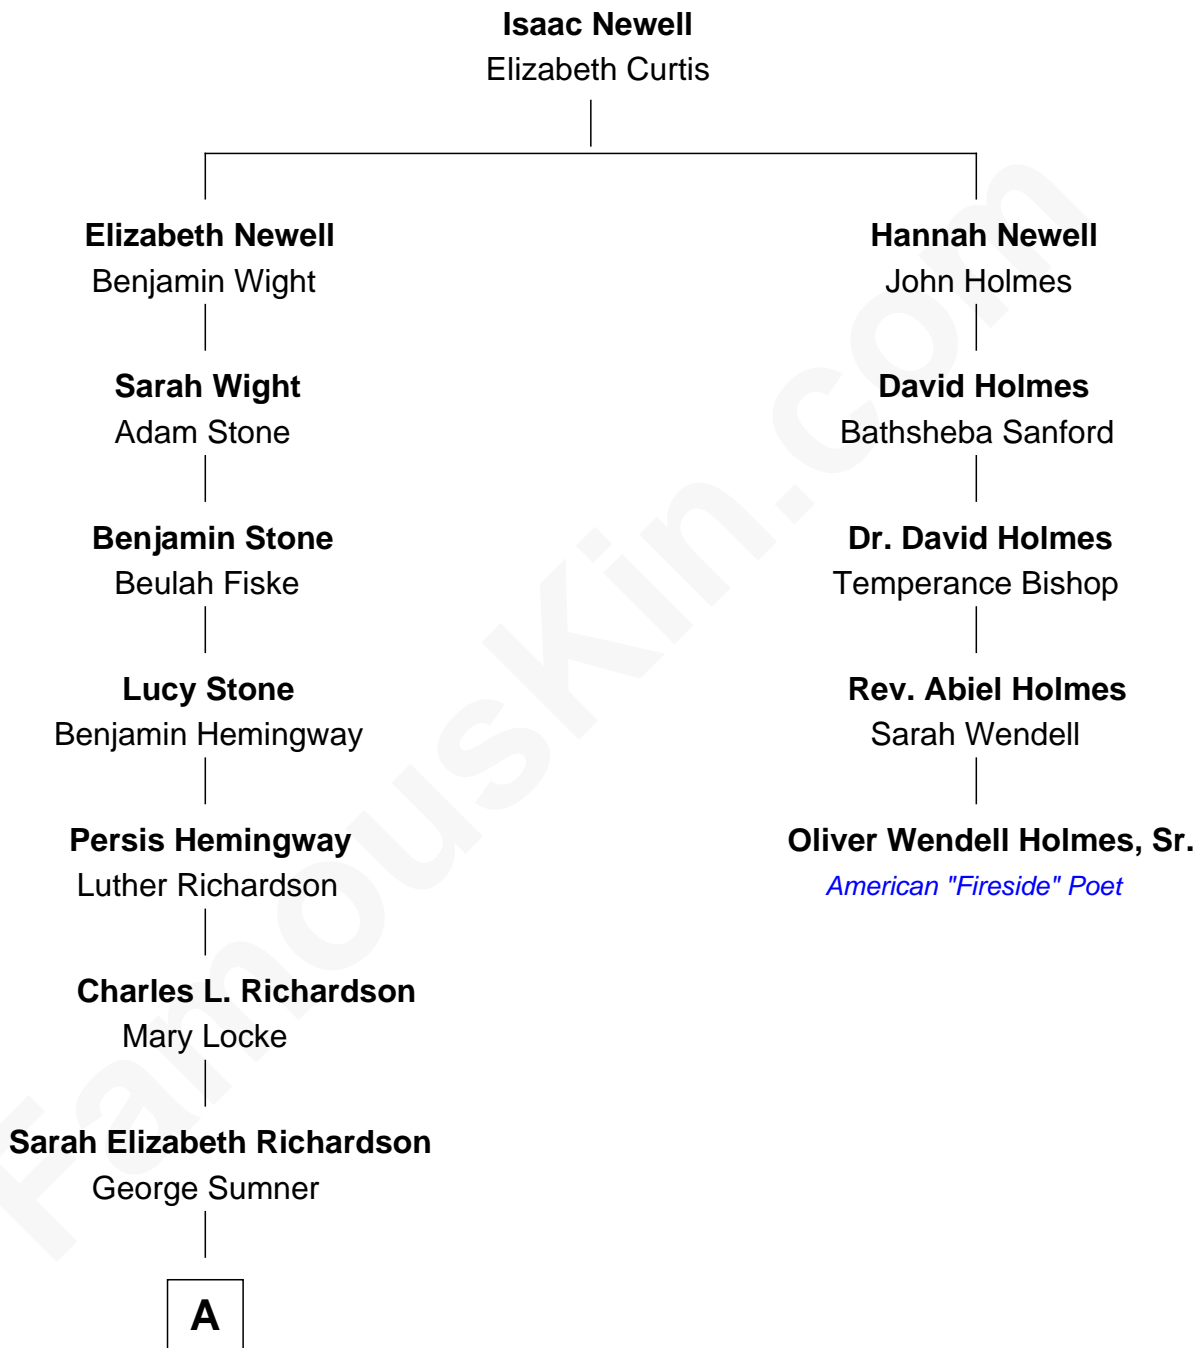 Isaac Newell
Elizabeth Curtis
Elizabeth Newell
Benjamin Wight
Hannah Newell
John Holmes
Sarah Wight
Adam Stone
David Holmes
Bathsheba Sanford
Benjamin Stone
Beulah Fiske
Dr. David Holmes
Temperance Bishop
Lucy Stone
Benjamin Hemingway
Rev. Abiel Holmes
Sarah Wendell
Persis Hemingway
Luther Richardson
Oliver Wendell Holmes, Sr.
American "Fireside" Poet
Charles L. Richardson
Mary Locke
Sarah Elizabeth Richardson
George Sumner
A
FamousKin.com